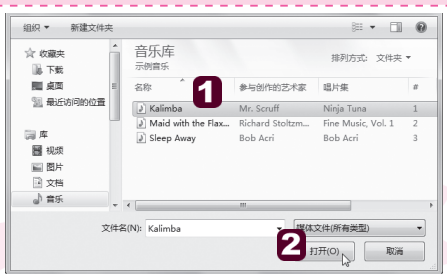 组织 新建文件夹
收藏夹
下载
桌面
最近访问的位置
库
视频
图片
文档
音乐
音乐库
示例音乐
排列方式: 文件夹
名称 参与创作的艺术家 唱片集 #
1
Kalimba Mr. Scruff Ninja Tuna 1
Maid with the Flax... Richard Stoltzm... Fine Music, Vol. 1 2
Sleep Away Bob Acri Bob Acri 3
文件名(N): Kalimba 媒体文件(所有类型)
2
打开(O) 取消